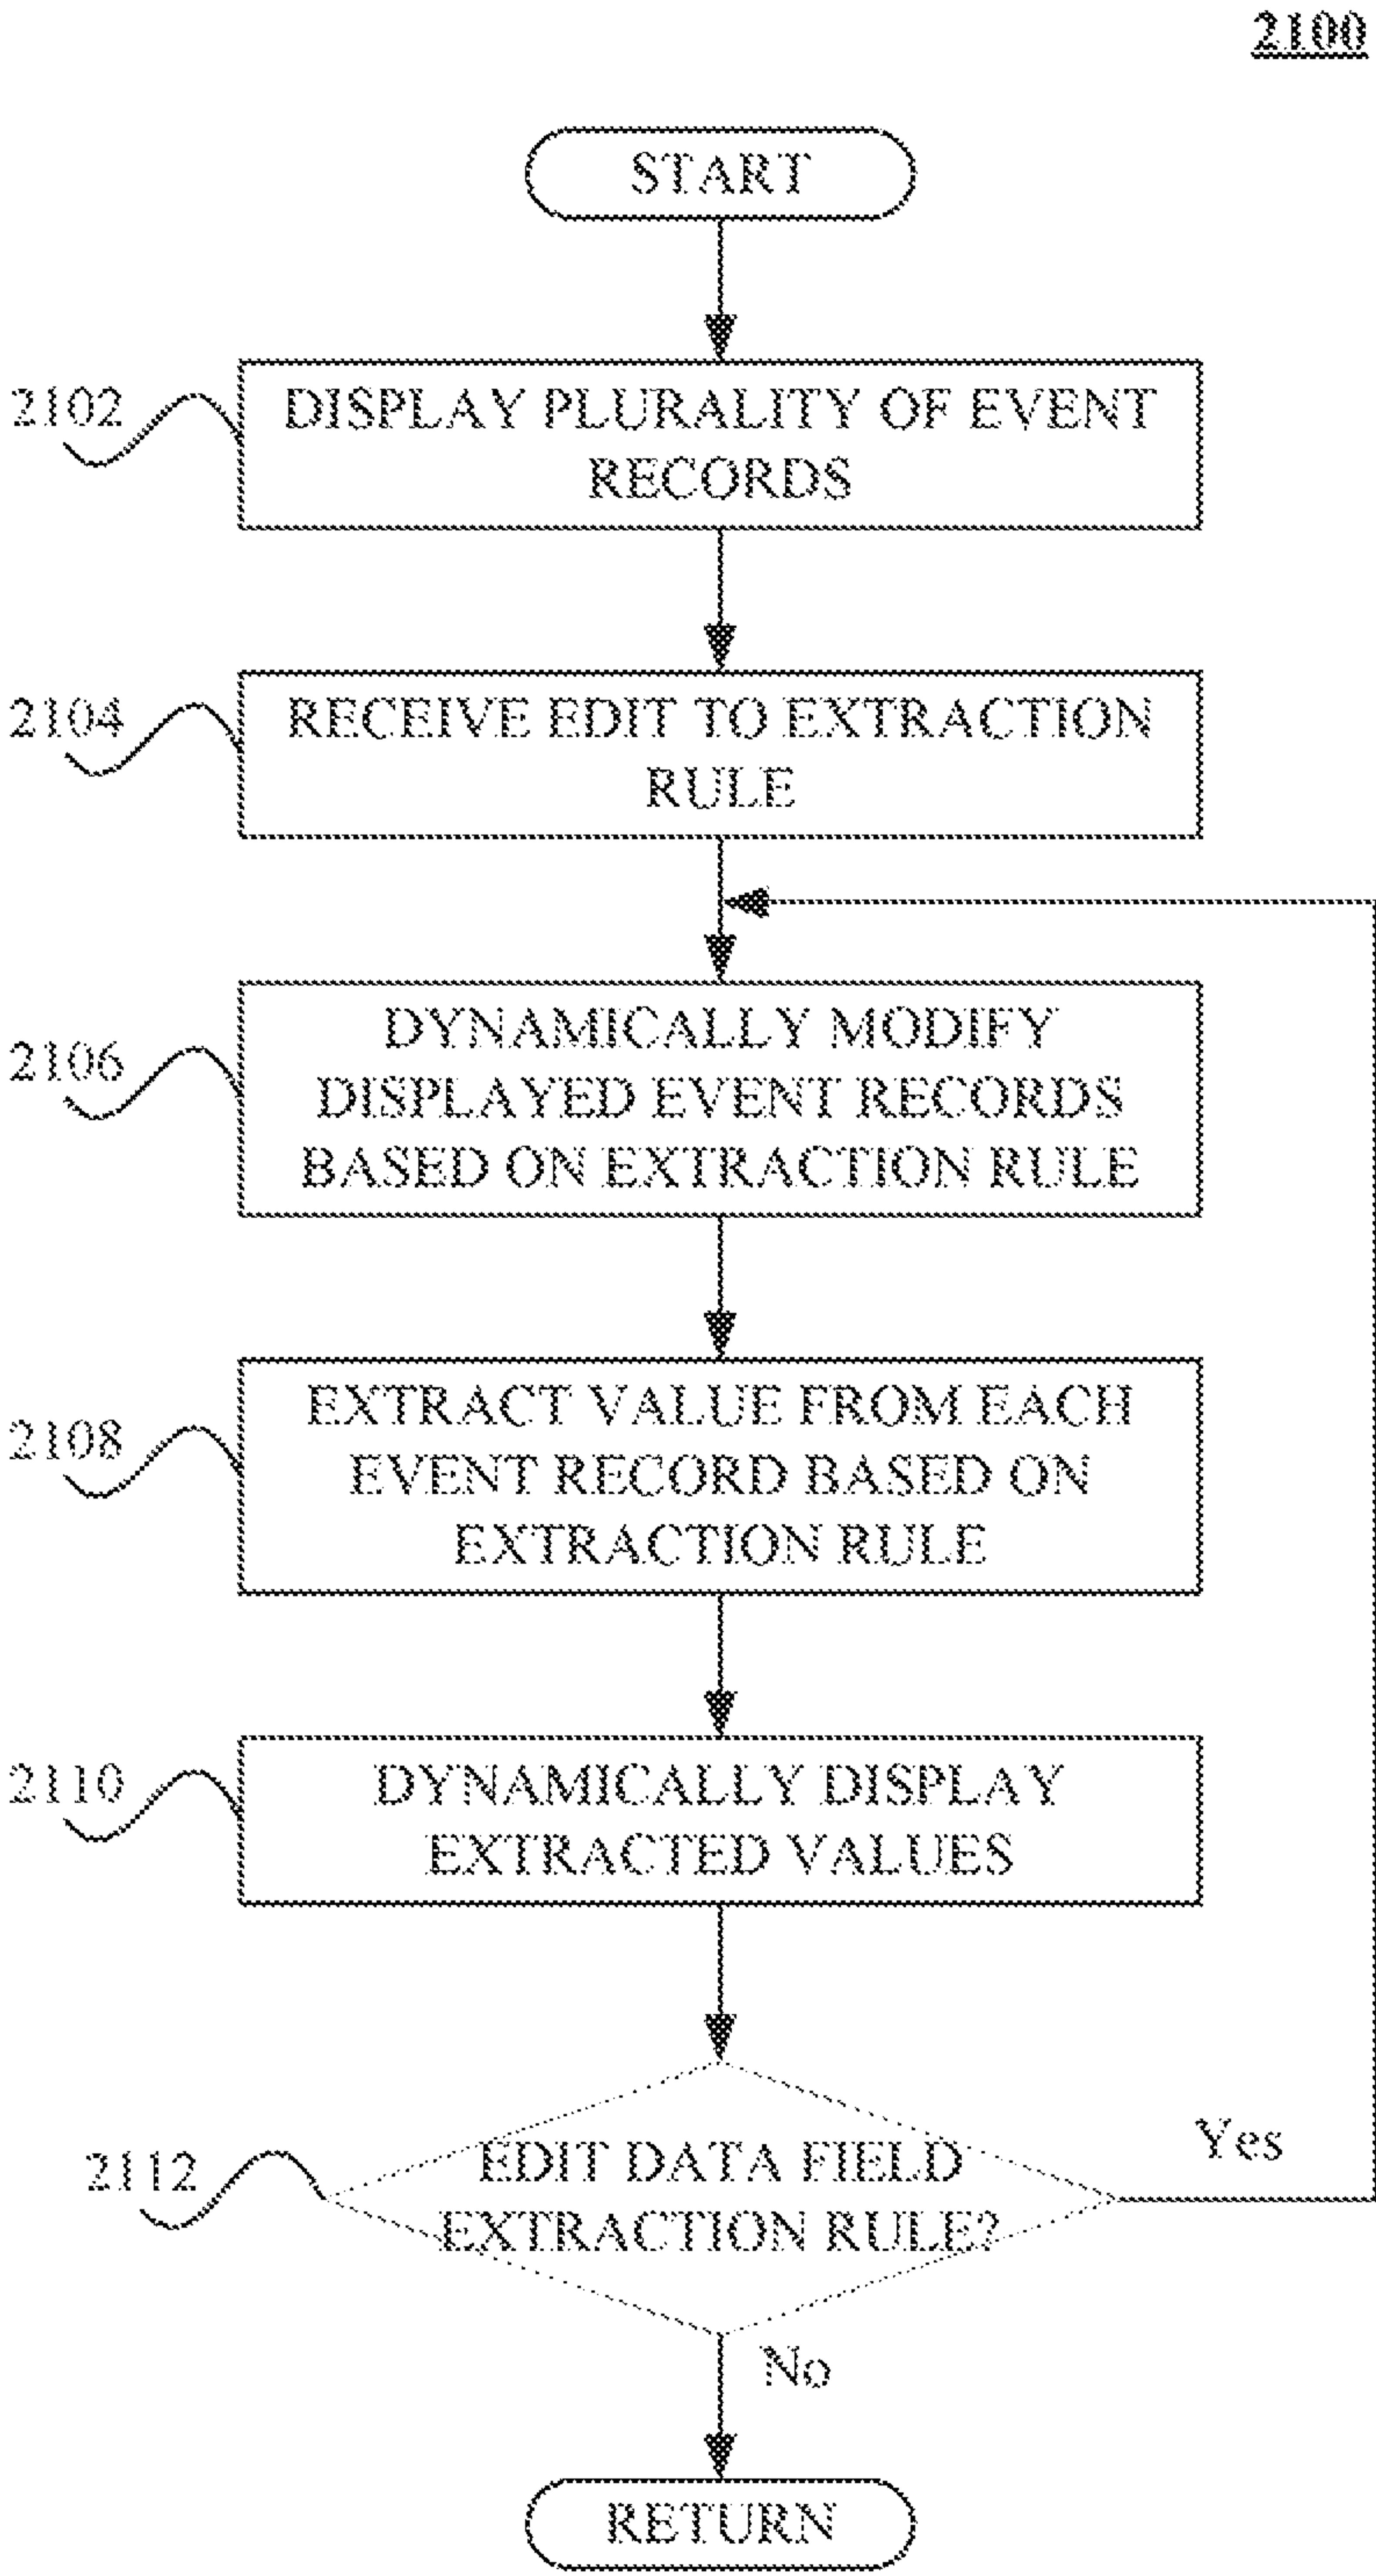 2100
START
2102
DISPLAY PLURALITY OF EVENT
RECORDS
2104
RECEIVE EDIT TO EXTRACTION
RULE
2106
DYNAMICALLY MODIFY
DISPLAYED EVENT RECORDS
BASED ON EXTRACTION RULE
2108
EXTRACT VALUE FROM EACH
EVENT RECORD BASED ON
EXTRACTION RULE
2110
DYNAMICALLY DISPLAY
EXTRACTED VALUES
2112
EDIT DATA FIELD
EXTRACTION RULE?
Yes
No
RETURN